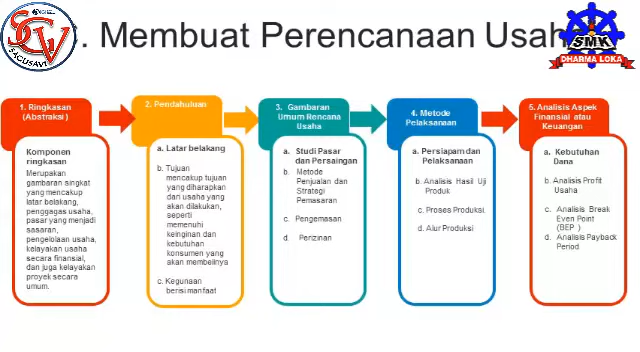 . Membuat Perencanaan Usaha
SCV
SACUSAVI
SMK
DHARMA LOKA
1. Ringkasan
(Abstraksi)
Komponen
ringkasan
Merupakan
gambaran singkat
yang mencakup
latar belakang,
penggagas usaha,
pasar yang menjadi
sasaran,
pengelolaan usaha,
kelayakan usaha
secara finansial,
dan juga kelayakan
proyek secara
umum.
2. Pendahuluan
a. Latar belakang
b. Tujuan
mencakup tujuan
yang diharapkan
dari usaha yang
akan dilakukan,
seperti
memenuhi
keinginan dan
kebutuhan
konsumen yang
akan membelinya
c. Kegunaan
berisi manfaat
3. Gambaran
Umum Rencana
Usaha
a. Studi Pasar
dan Persaingan
b. Metode
Penjualan dan
Strategi
Pemasaran
c. Pengemasan
d. Perizinan
4. Metode
Pelaksanaan
a. Persiapam dan
Pelaksanaan
b. Analisis Hasil Uji
Produk
c. Proses Produksi
d. Alur Produksi
5. Analisis Aspek
Finansial atau
Keuangan
a. Kebutuhan
Dana
b. Analisis Profit
Usaha
c. Analisis Break
Even Point
(BEP )
d. Analisis Payback
Period